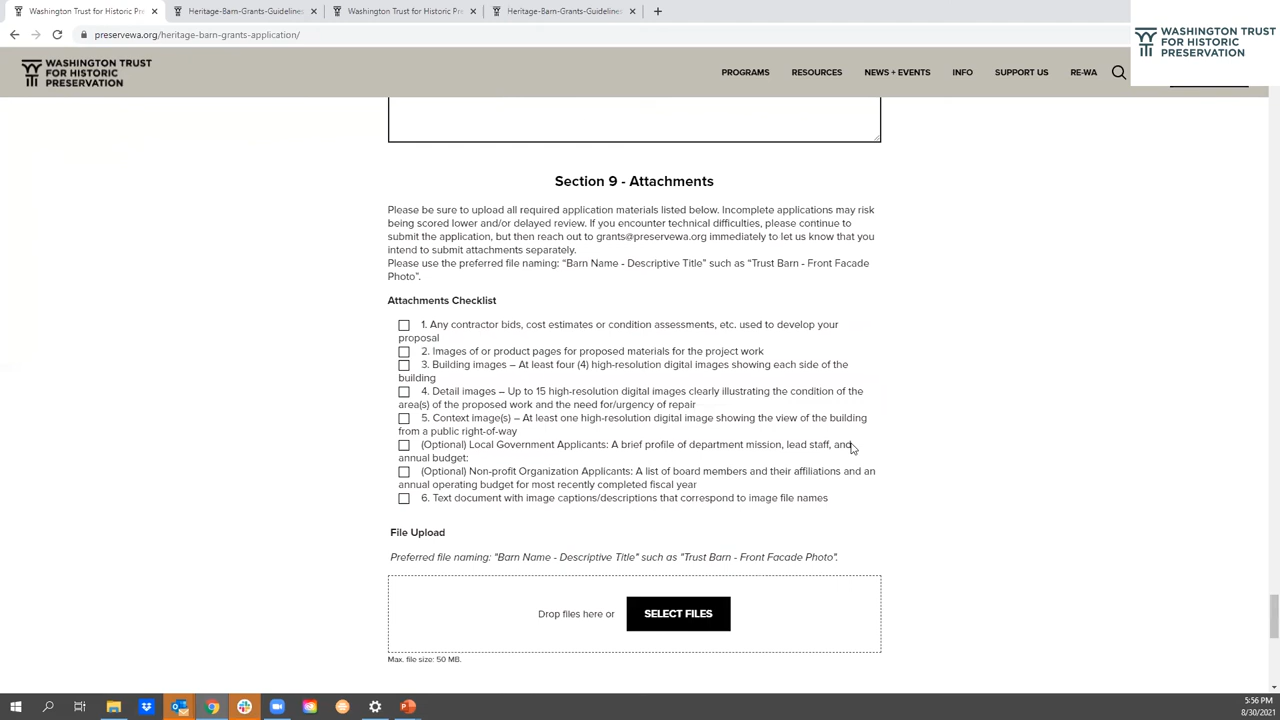 Washington Trust for Historic Pre
Heritage-Barn-Grants-Guidelines
Washington Trust for Historic Pro
Heritage-Barn-Grants-Guidelines
preservewa.org/heritage-barn-grants-application/
WASHINGTON TRUST
FOR HISTORIC
PRESERVATION
WASHINGTON TRUST
FOR HISTORIC
PRESERVATION
PROGRAMS
RESOURCES
NEWS + EVENTS
INFO
SUPPORT US
RE-WA
Section 9 - Attachments
Please be sure to upload all required application materials listed below. Incomplete applications may risk
being scored lower and/or delayed review. If you encounter technical difficulties, please continue to
submit the application, but then reach out to grants@preservewa.org immediately to let us know that you
intend to submit attachments separately.
Please use the preferred file naming: “Barn Name - Descriptive Title” such as “Trust Barn - Front Facade
Photo”.
Attachments Checklist
1. Any contractor bids, cost estimates or condition assessments, etc. used to develop your
proposal
2. Images of or product pages for proposed materials for the project work
3. Building images – At least four (4) high-resolution digital images showing each side of the
building
4. Detail images – Up to 15 high-resolution digital images clearly illustrating the condition of the
area(s) of the proposed work and the need for/urgency of repair
5. Context image(s) – At least one high-resolution digital image showing the view of the building
from a public right-of-way
(Optional) Local Government Applicants: A brief profile of department mission, lead staff, and
annual budget:
(Optional) Non-profit Organization Applicants: A list of board members and their affiliations and an
annual operating budget for most recently completed fiscal year
6. Text document with image captions/descriptions that correspond to image file names
File Upload
Preferred file naming: "Barn Name - Descriptive Title" such as "Trust Barn - Front Facade Photo".
Drop files here or
SELECT FILES
Max. file size: 50 MB.
5:56 PM
8/30/2021